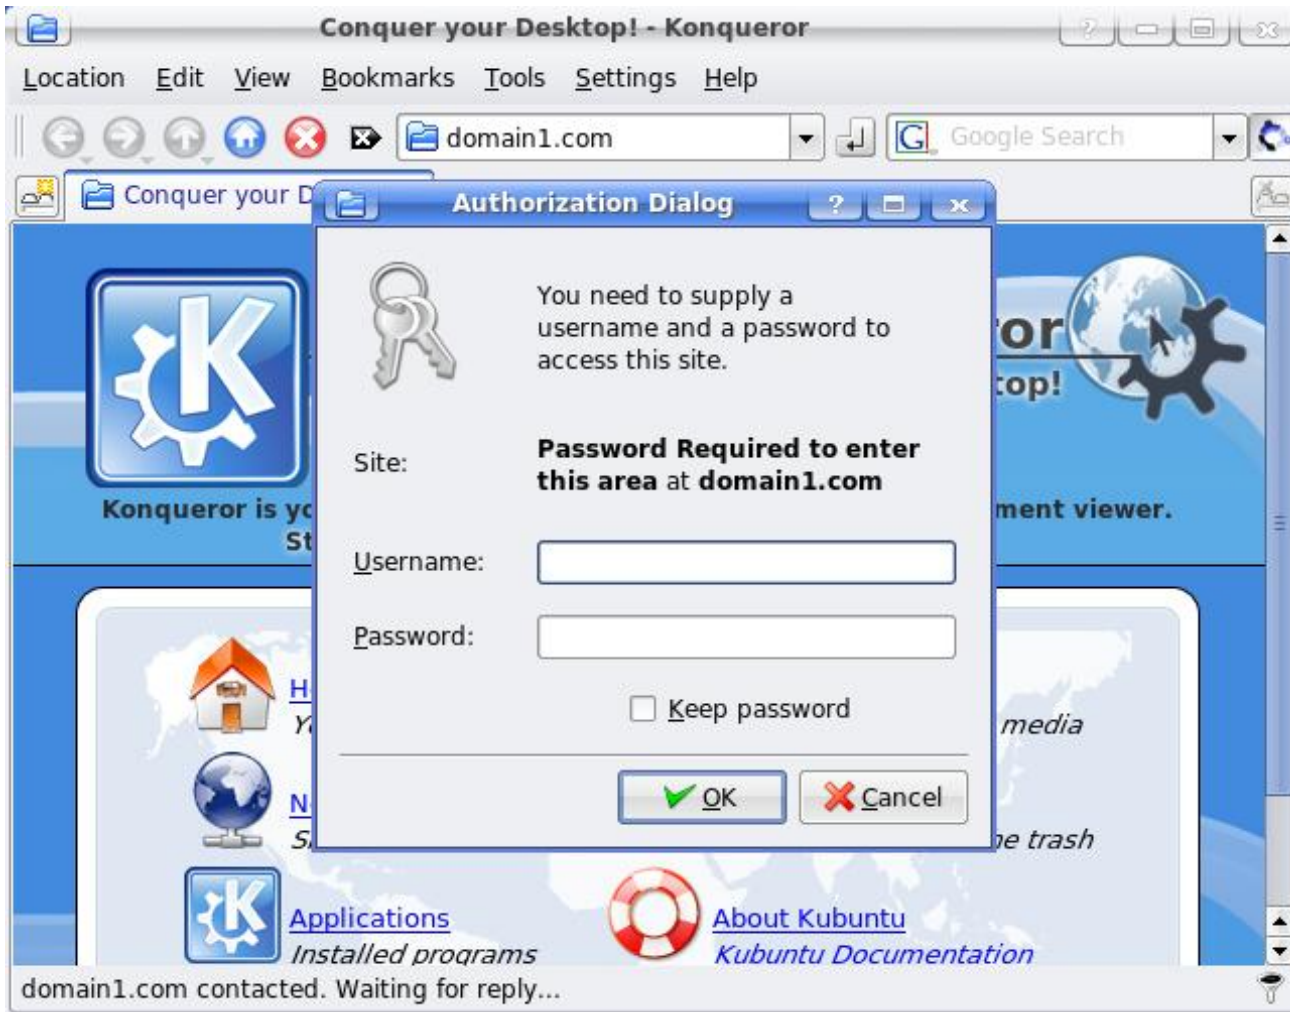 Conquer your Desktop! - Konqueror
Location Edit View Bookmarks Tools Settings Help
domain1.com Google Search
Conquer your D
Authorization Dialog
You need to supply a
username and a password to
access this site.
or
top!
Site: Password Required to enter
this area at domain1.com
Konqueror is yo ment viewer.
St
Username:
Password:
Keep password
H
Y media
OK Cancel
N
S he trash
Applications About Kubuntu
Installed programs Kubuntu Documentation
domain1.com contacted. Waiting for reply...